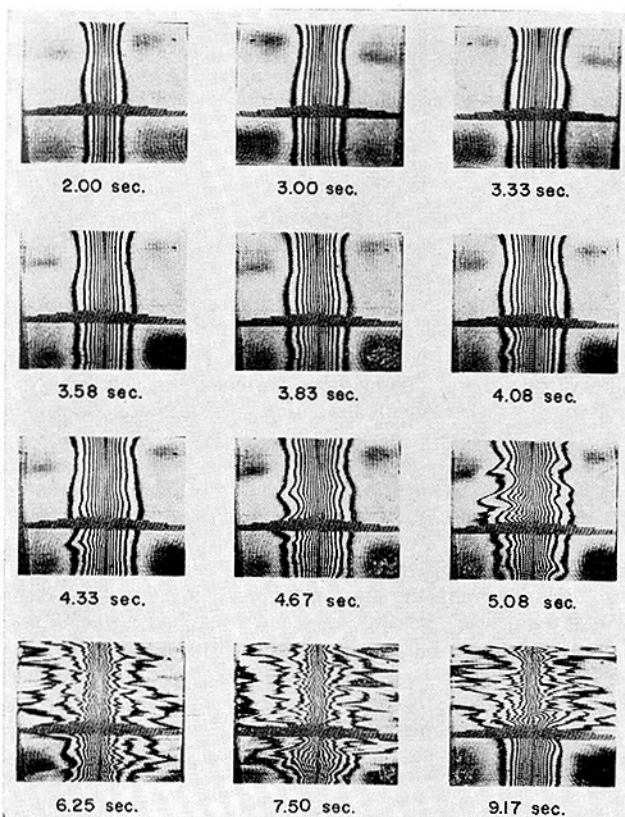 2.00 sec. 3.00 sec. 3.33 sec.
3.58 sec. 3.83 sec. 4.08 sec.
4.33 sec. 4.67 sec. 5.08 sec.
6.25 sec. 7.50 sec. 9.17 sec.